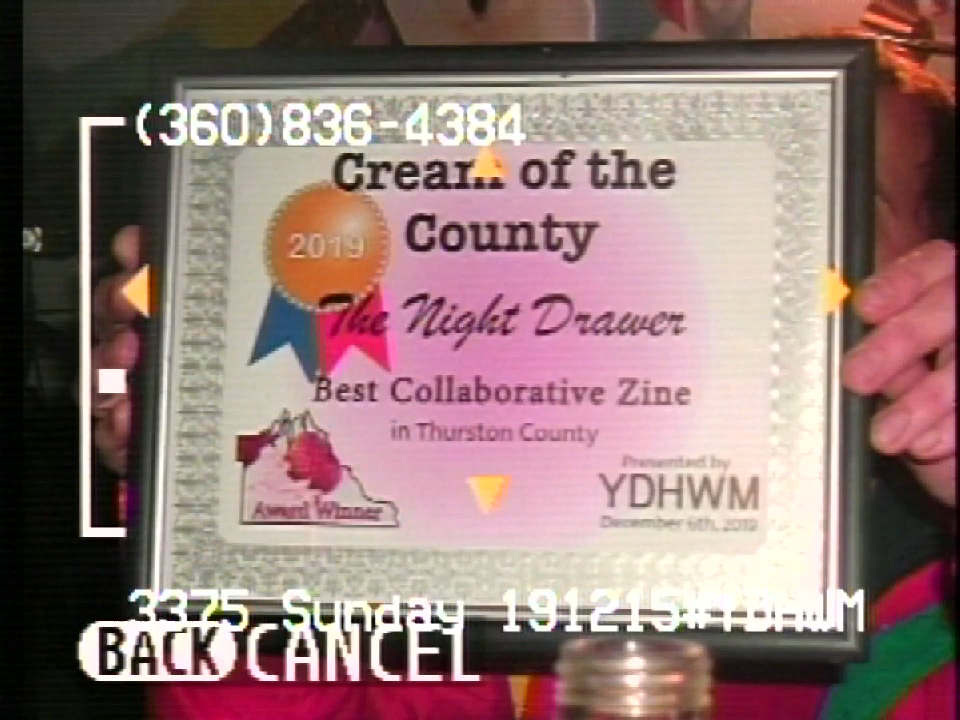 (360)836-4384
Cream of the
County
2019
The Night Drawer
Best Collaborative Zine
in Thurston County
Award Winner
Presented by
YDHWM
December 6th, 2019
3375 Sunday 191215#YDHWM
BACK CANCEL